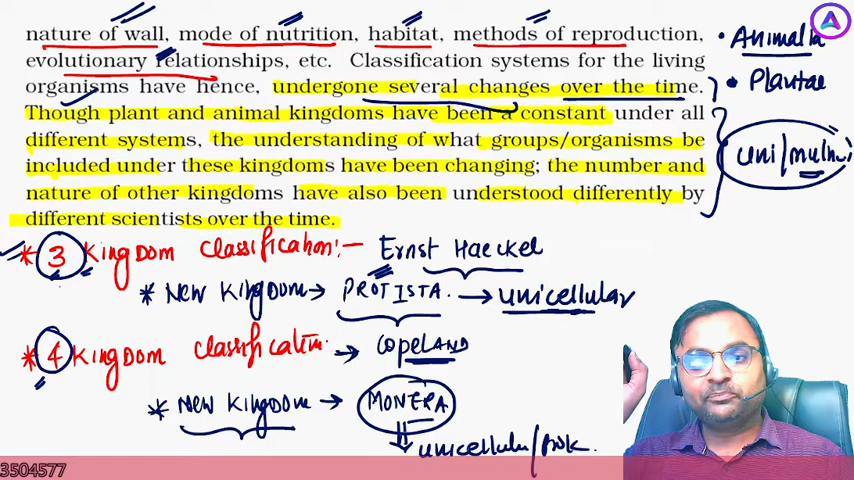 nature of wall, mode of nutrition, habitat, methods of reproduction,
evolutionary relationships, etc. Classification systems for the living
organisms have hence, undergone several changes over the time.
Though plant and animal kingdoms have been a constant under all
different systems, the understanding of what groups/organisms be
included under these kingdoms have been changing; the number and
nature of other kingdoms have also been understood differently by
different scientists over the time.
• Animalia
• Plantae
uni/
* 3 Kingdom Classification:-
Ernst Haeckel
* New Kingdom → PROTISTA. → unicellular
* 4 Kingdom classification. → COPELAND
* New Kingdom → MONERA
unicellular/Prok.
3504577